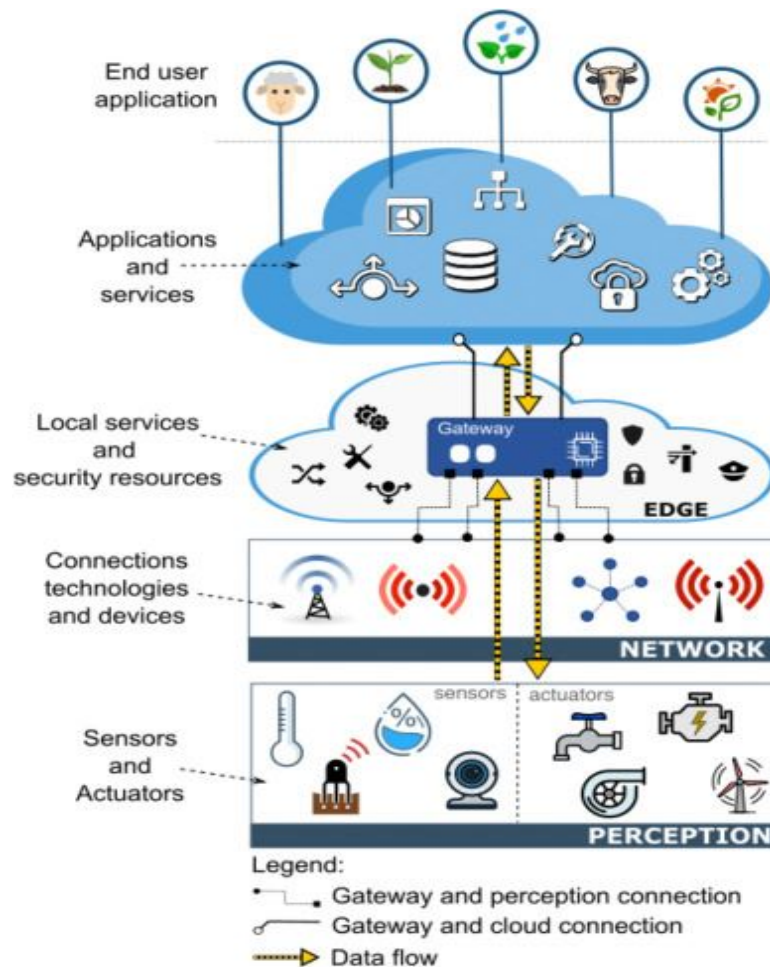 End user
application
Applications
and
services
Gateway
Local services
and
security resources
EDGE
Connections
technologies
and devices
NETWORK
sensors
actuators
%
Sensors
and
Actuators
PERCEPTION
Legend:
Gateway and perception connection
Gateway and cloud connection
Data flow